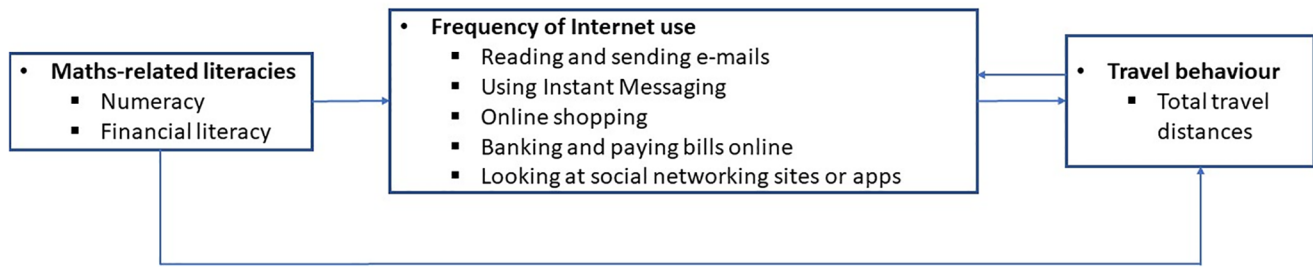 • Maths-related literacies
▪ Numeracy
▪ Financial literacy
• Frequency of Internet use
▪ Reading and sending e-mails
▪ Using Instant Messaging
▪ Online shopping
▪ Banking and paying bills online
▪ Looking at social networking sites or apps
• Travel behaviour
▪ Total travel
distances